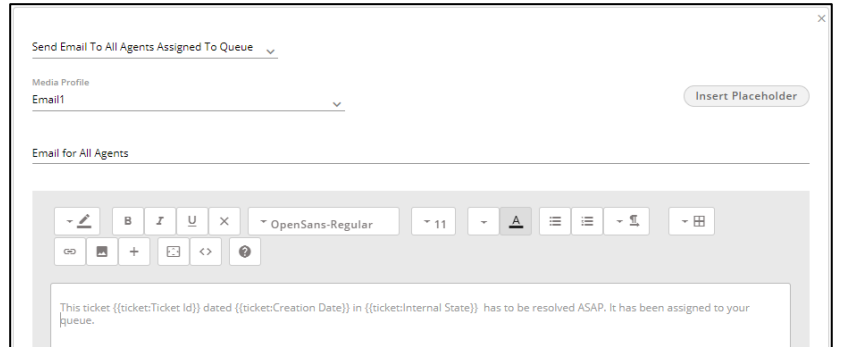 Send Email To All Agents Assigned To Queue
Media Profile
Email1
Insert Placeholder
Email for All Agents
B I U
OpenSans-Regular
11
A
This ticket {{ticket:Ticket Id}} dated {{ticket:Creation Date}} in {{ticket:Internal State}}  has to be resolved ASAP. It has been assigned to your
queue.